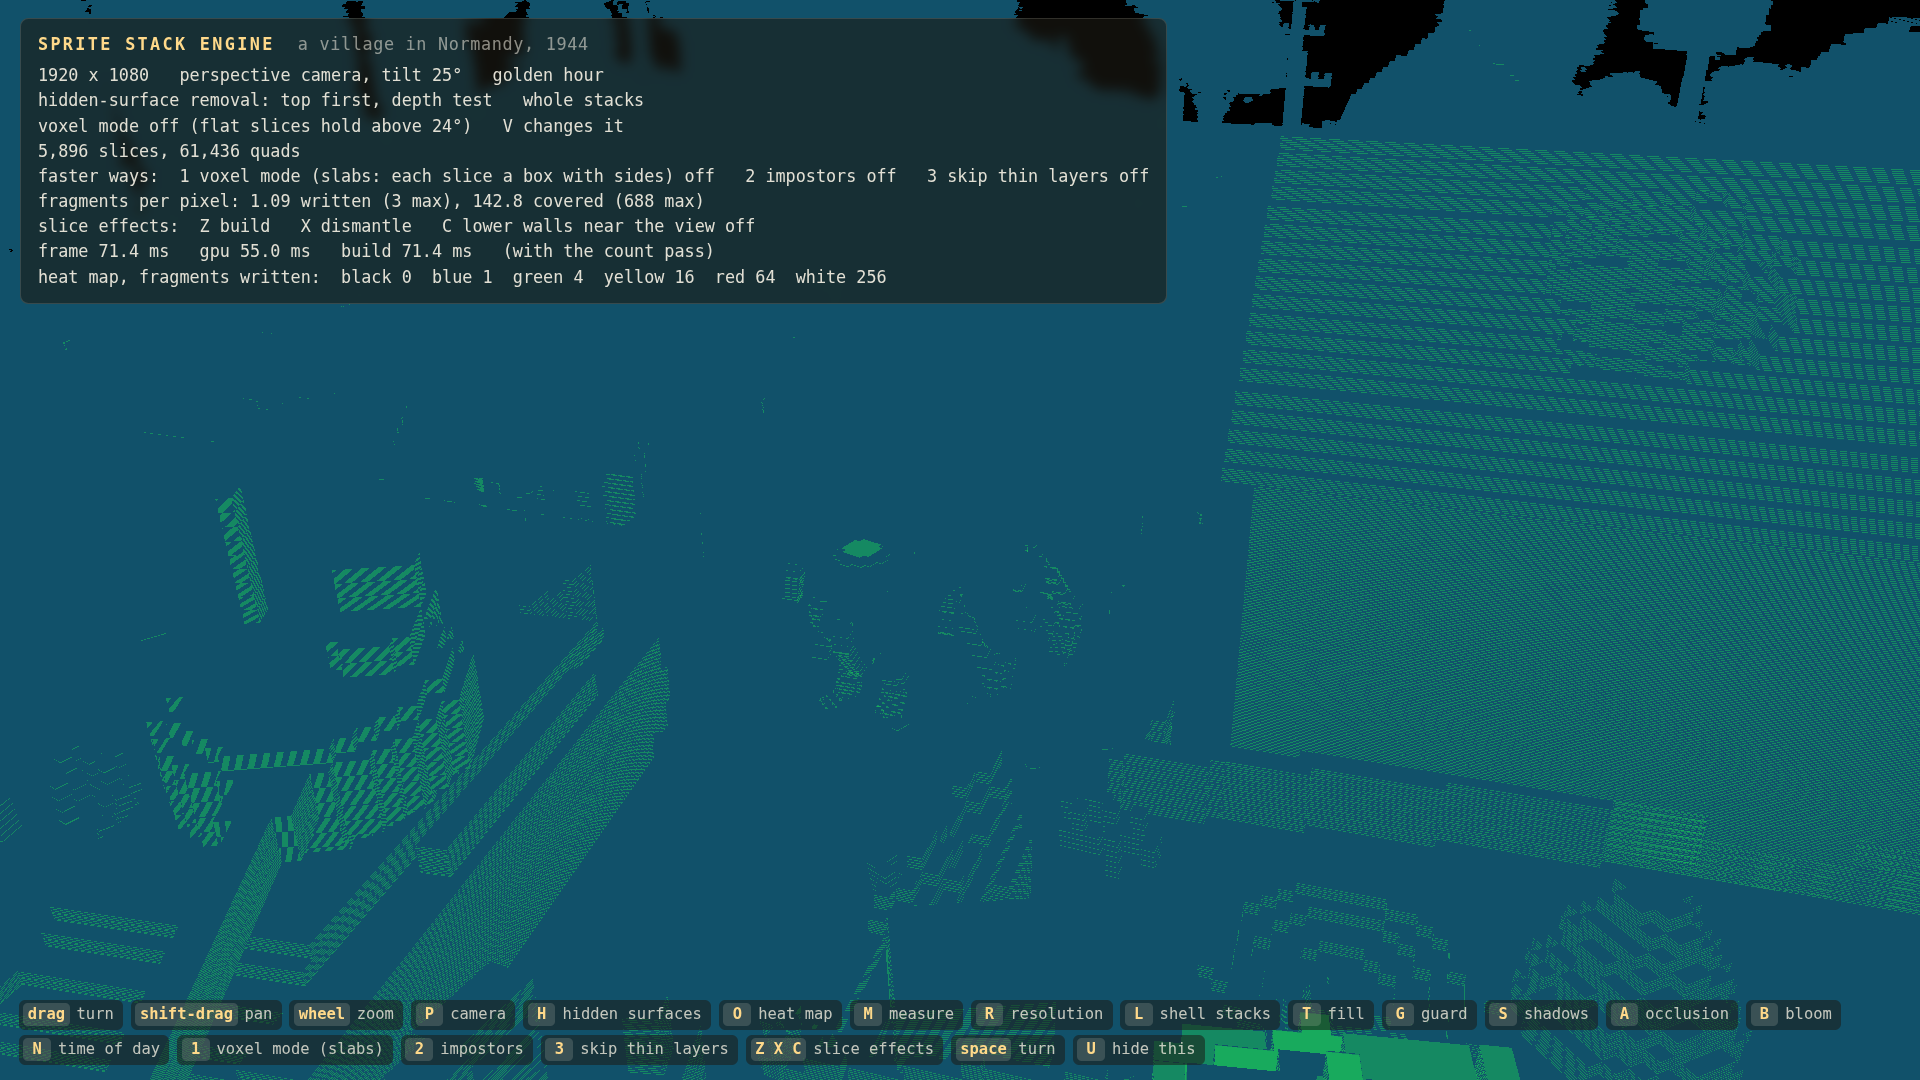 SPRITE STACK ENGINE a village in Normandy, 1944
1920 x 1080 perspective camera, tilt 25° golden hour
hidden-surface removal: top first, depth test whole stacks
voxel mode off (flat slices hold above 24°) V changes it
5,896 slices, 61,436 quads
faster ways: 1 voxel mode (slabs: each slice a box with sides) off 2 impostors off 3 skip thin layers off
fragments per pixel: 1.09 written (3 max), 142.8 covered (688 max)
slice effects: Z build X dismantle C lower walls near the view off
frame 71.4 ms gpu 55.0 ms build 71.4 ms (with the count pass)
heat map, fragments written: black 0 blue 1 green 4 yellow 16 red 64 white 256
drag turn shift-drag pan wheel zoom P camera H hidden surfaces O heat map M measure R resolution L shell stacks T fill G guard S shadows A occlusion B bloom
N time of day 1 voxel mode (slabs) 2 impostors 3 skip thin layers Z X C slice effects space turn U hide this